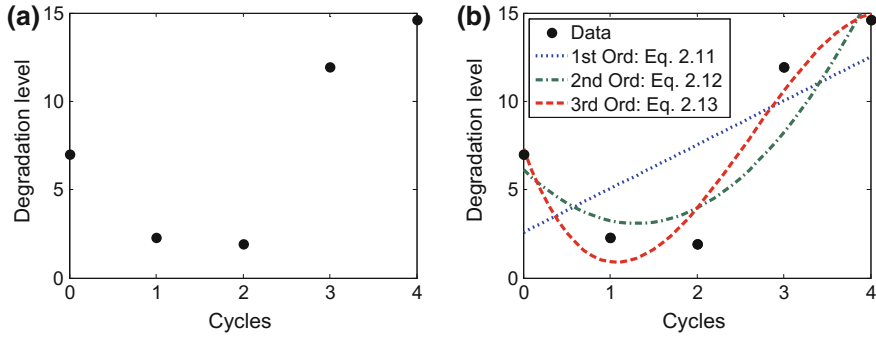 (a)
15
10
5
0
Degradation level
0 1 2 3 4
Cycles
(b)
15
10
5
0
Degradation level
Data
1st Ord: Eq. 2.11
2nd Ord: Eq. 2.12
3rd Ord: Eq. 2.13
0 1 2 3 4
Cycles